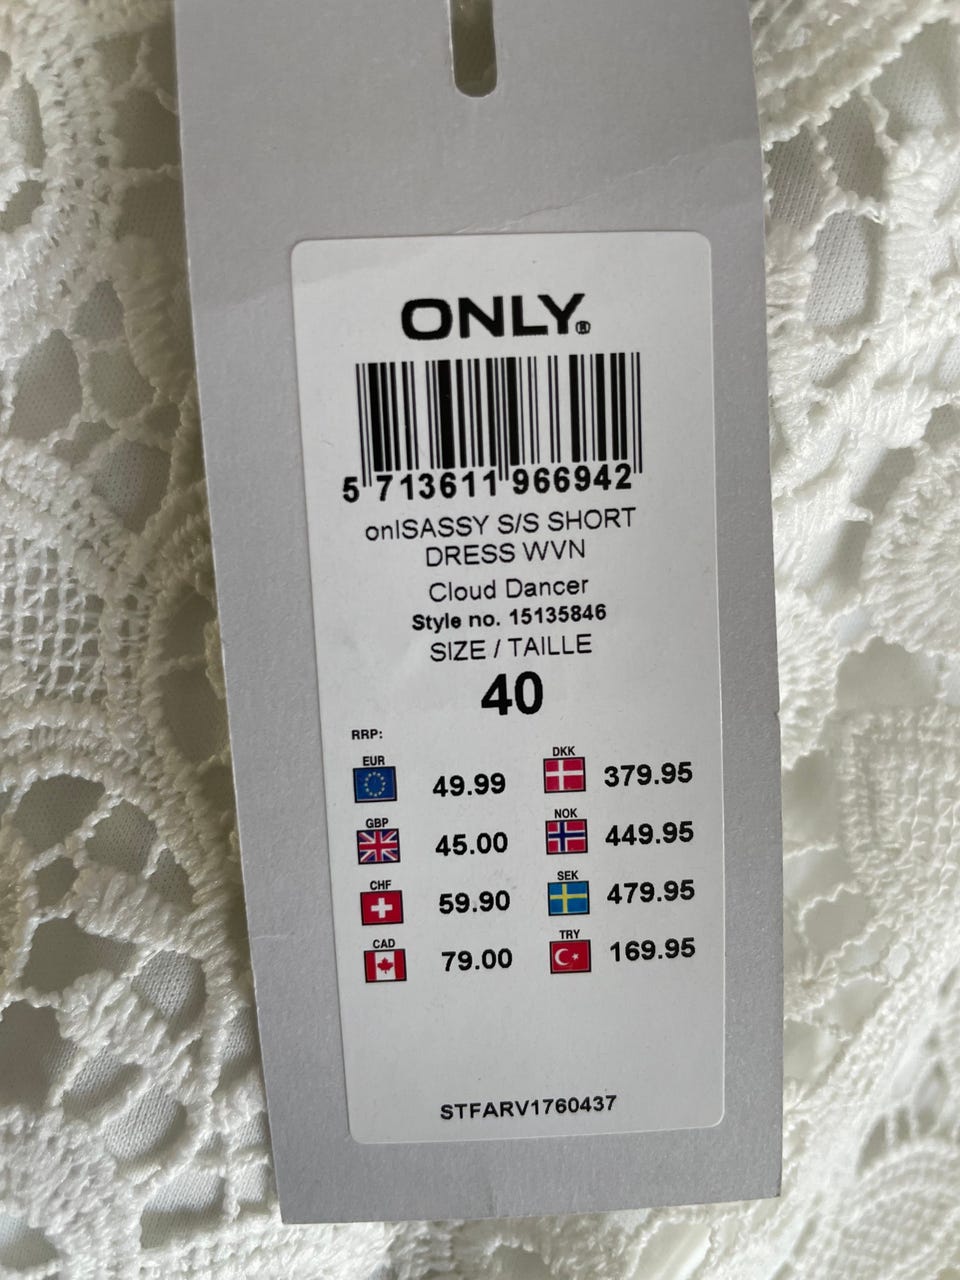 ONLY®
5 713611 966942
onlSASSY S/S SHORT
DRESS WVN
Cloud Dancer
Style no. 15135846
SIZE / TAILLE
40
RRP:
EUR 49.99 DKK 379.95
GBP 45.00 NOK 449.95
CHF 59.90 SEK 479.95
CAD 79.00 TRY 169.95
STFARV1760437